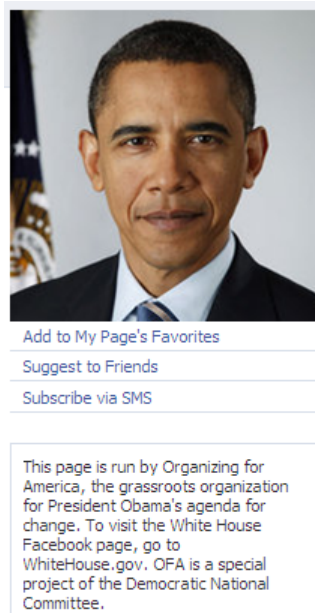 Add to My Page's Favorites
Suggest to Friends
Subscribe via SMS
This page is run by Organizing for
America, the grassroots organization
for President Obama's agenda for
change. To visit the White House
Facebook page, go to
WhiteHouse.gov. OFA is a special
project of the Democratic National
Committee.